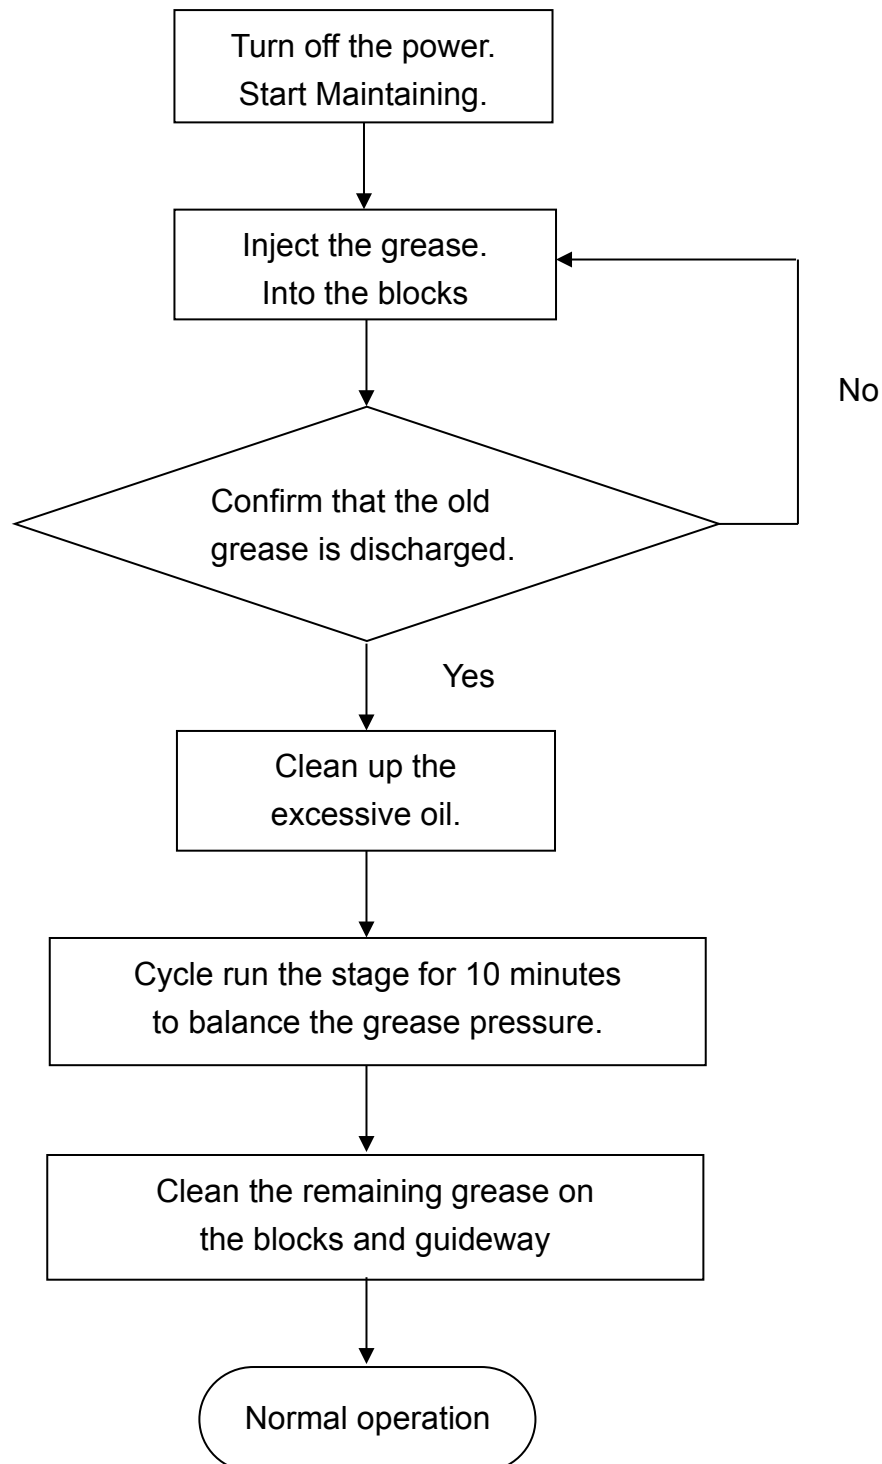 Turn off the power.
Start Maintaining.
Inject the grease.
Into the blocks
No
Confirm that the old
grease is discharged.
Yes
Clean up the
excessive oil.
Cycle run the stage for 10 minutes
to balance the grease pressure.
Clean the remaining grease on
the blocks and guideway
Normal operation